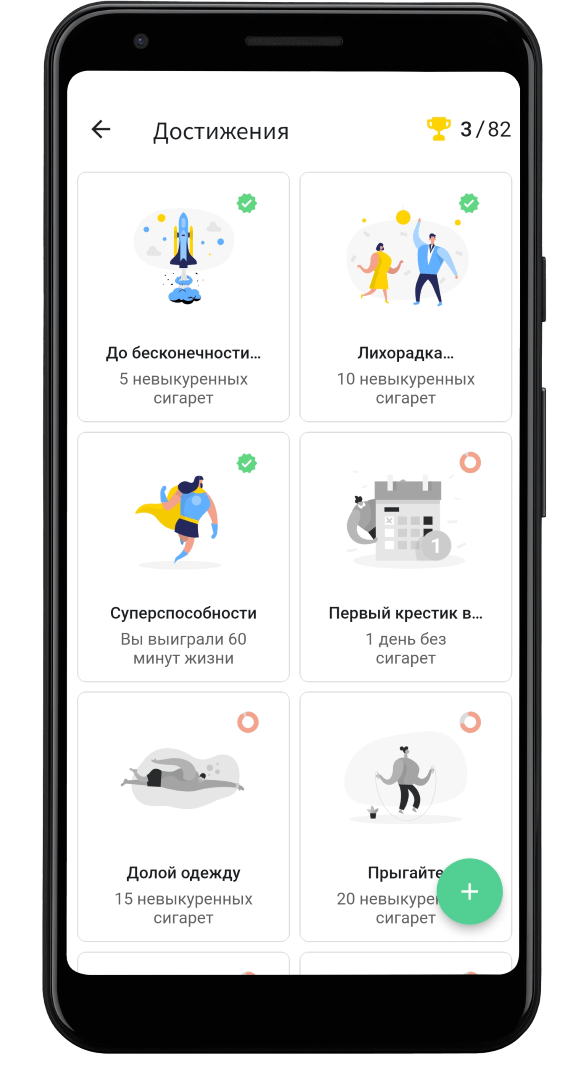 Достижения
3/82
До бесконечности…
5 невыкуренных
сигарет
Лихорадка…
10 невыкуренных
сигарет
Суперспособности
Вы выиграли 60
минут жизни
Первый крестик в…
1 день без
сигарет
1
Долой одежду
15 невыкуренных
сигарет
Прыгайте
20 невыкурен
сигарет
+